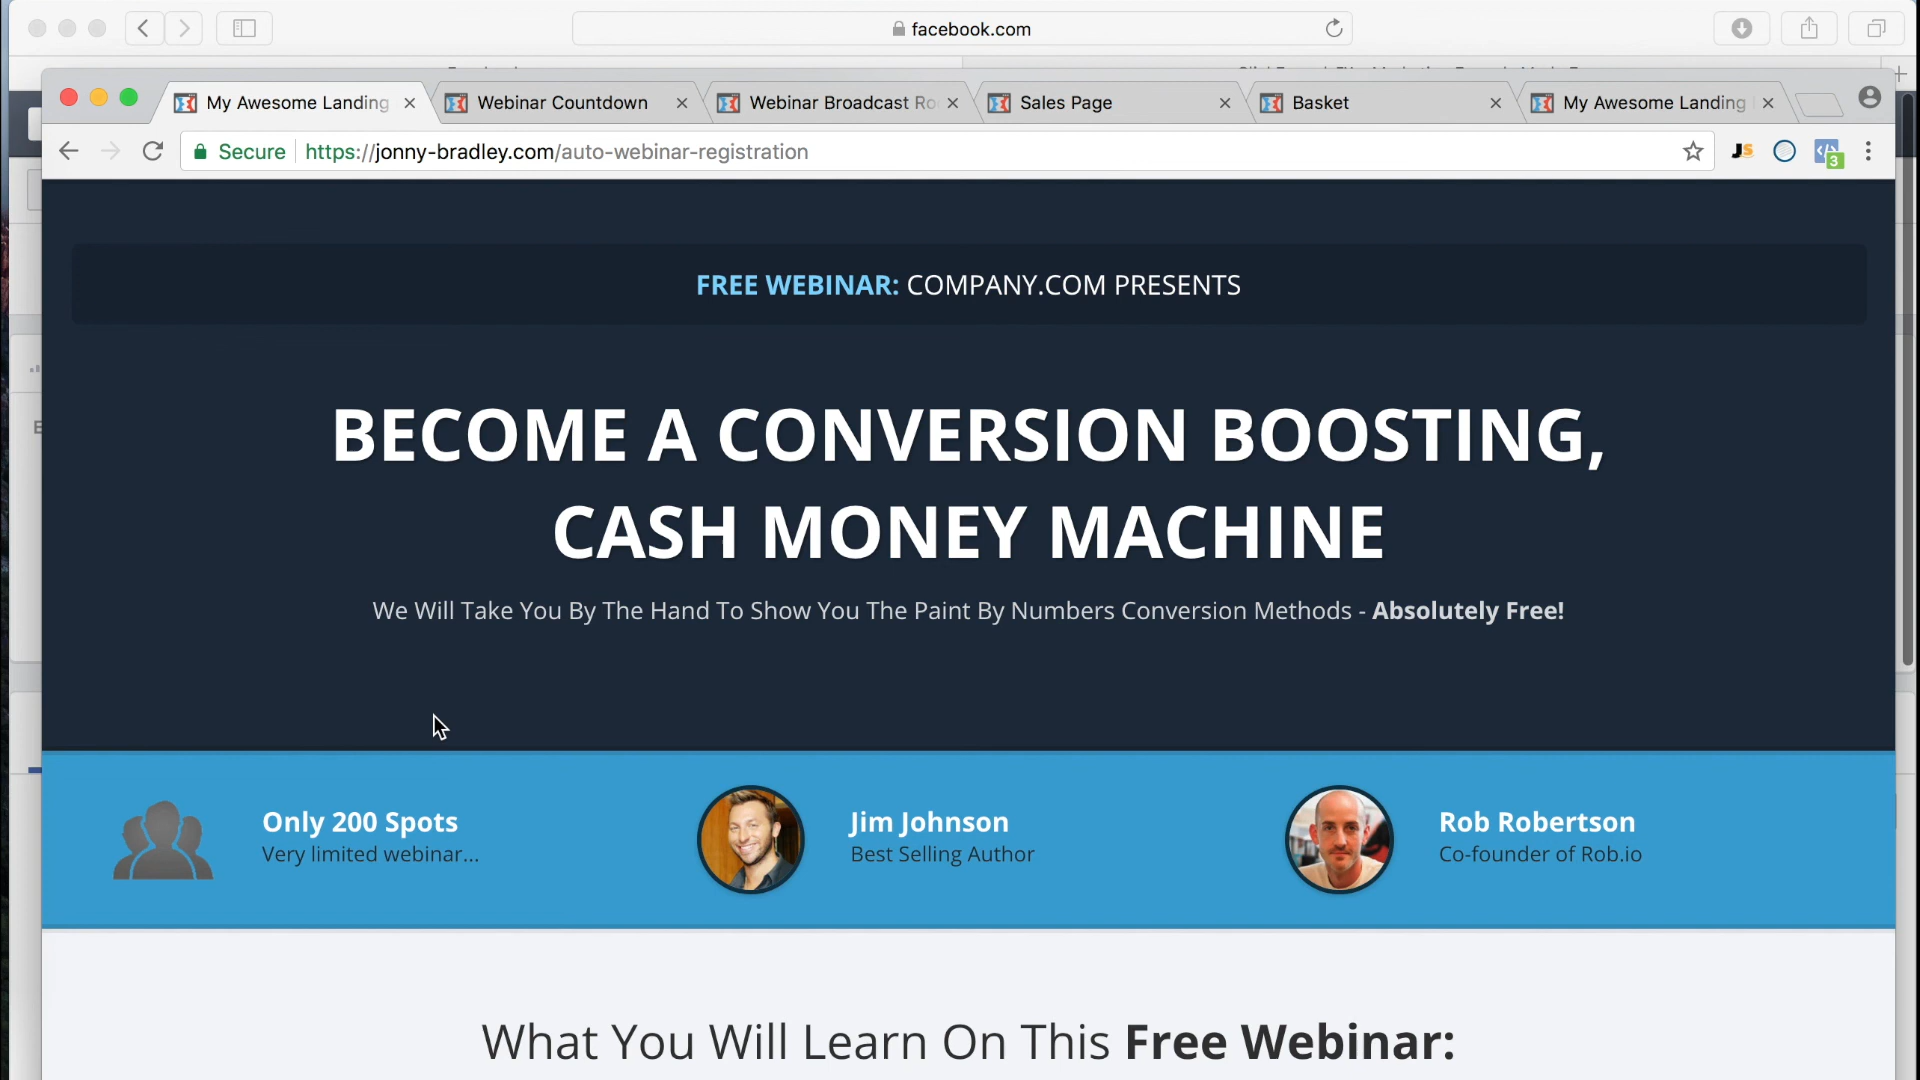 facebook.com
My Awesome Landing
Webinar Countdown
Webinar Broadcast Ro
Sales Page
Basket
My Awesome Landing
Secure
https://jonny-bradley.com/auto-webinar-registration
JS
3
FREE WEBINAR: COMPANY.COM PRESENTS
BECOME A CONVERSION BOOSTING,
CASH MONEY MACHINE
We Will Take You By The Hand To Show You The Paint By Numbers Conversion Methods - Absolutely Free!
Only 200 Spots
Very limited webinar...
Jim Johnson
Best Selling Author
Rob Robertson
Co-founder of Rob.io
What You Will Learn On This Free Webinar: